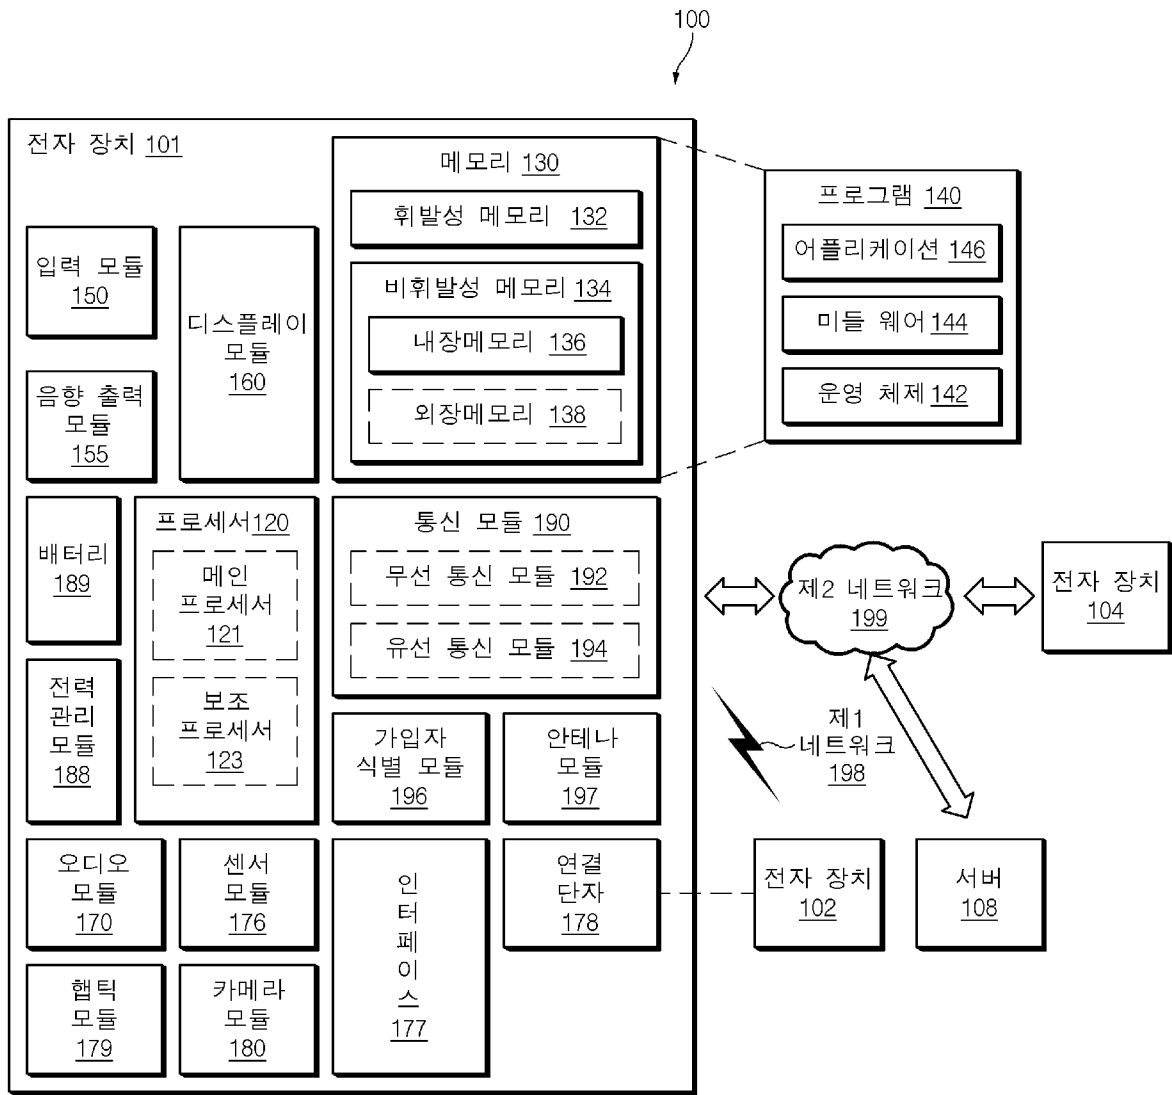 100
전자 장치 101
메모리 130
휘발성 메모리 132
비휘발성 메모리 134
내장메모리 136
외장메모리 138
프로그램 140
어플리케이션 146
미들 웨어 144
운영 체제 142
입력 모듈
150
디스플레이
모듈
160
음향 출력
모듈
155
배터리
189
프로세서 120
메인
프로세서
121
보조
프로세서
123
통신 모듈 190
무선 통신 모듈 192
유선 통신 모듈 194
제2 네트워크
199
전자 장치
104
전력
관리
모듈
188
가입자
식별 모듈
196
안테나
모듈
197
제1
네트워크
198
오디오
모듈
170
센서
모듈
176
인
터
페
이
스
177
연결
단자
178
전자 장치
102
서버
108
햅틱
모듈
179
카메라
모듈
180